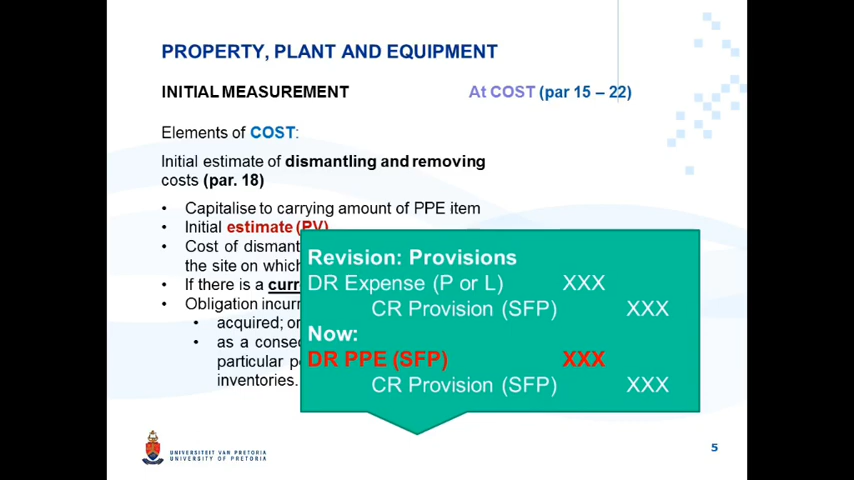 PROPERTY, PLANT AND EQUIPMENT
INITIAL MEASUREMENT At COST (par 15 – 22)
Elements of COST:
Initial estimate of dismantling and removing
costs (par. 18)
• Capitalise to carrying amount of PPE item
• Initial estimate (PV)
• Cost of dismant
the site on which
• If there is a curr
• Obligation incurr
• acquired; or
• as a consec
particular p
inventories.
Revision: Provisions
DR Expense (P or L) XXX
CR Provision (SFP) XXX
Now:
DR PPE (SFP) XXX
CR Provision (SFP) XXX
UNIVERSITEIT VAN PRETORIA
UNIVERSITY OF PRETORIA
5